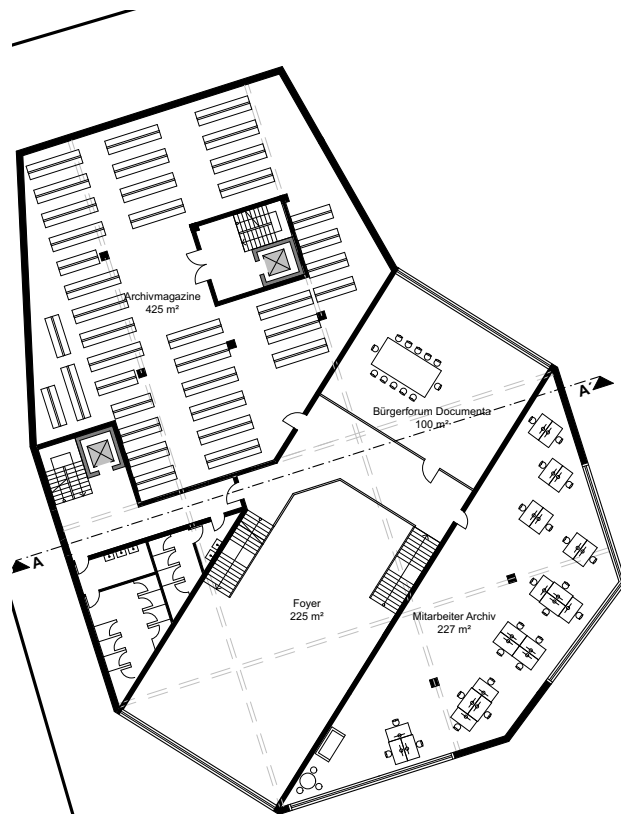 Archivmagazine
425 m²
Bürgerforum Documenta
100 m²
A
A
Foyer
225 m²
Mitarbeiter Archiv
227 m²